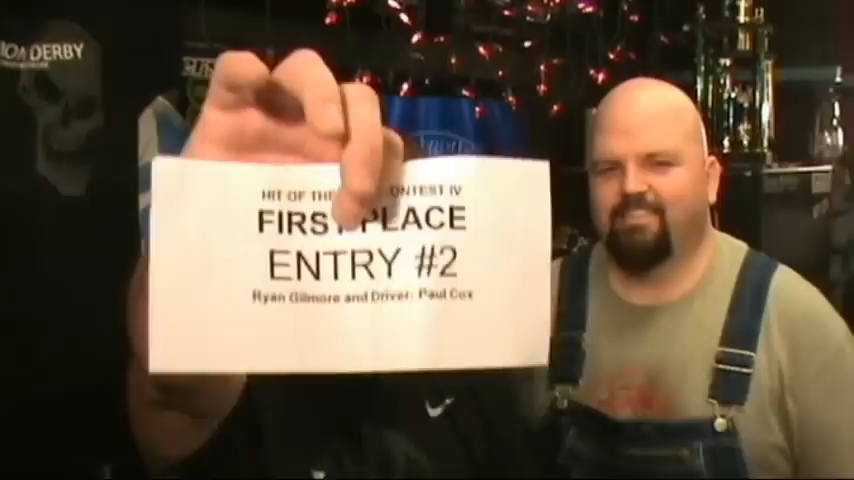 DERBY
HIT OF THE ONTEST IV
FIRST PLACE
ENTRY #2
Ryan Gilmore and Driver: Paul Cox